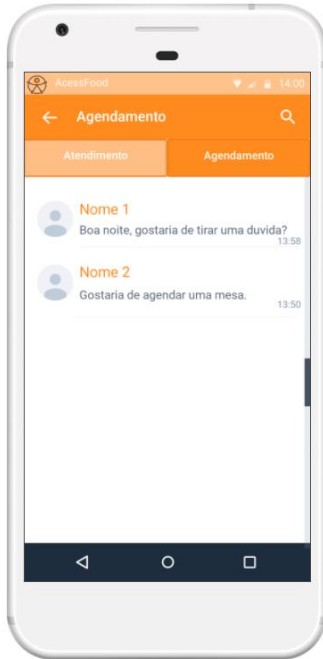 AcessFood 14:00
Agendamento
Atendimento Agendamento
Nome 1
Boa noite, gostaria de tirar uma duvida?
13:58
Nome 2
Gostaria de agendar uma mesa.
13:50